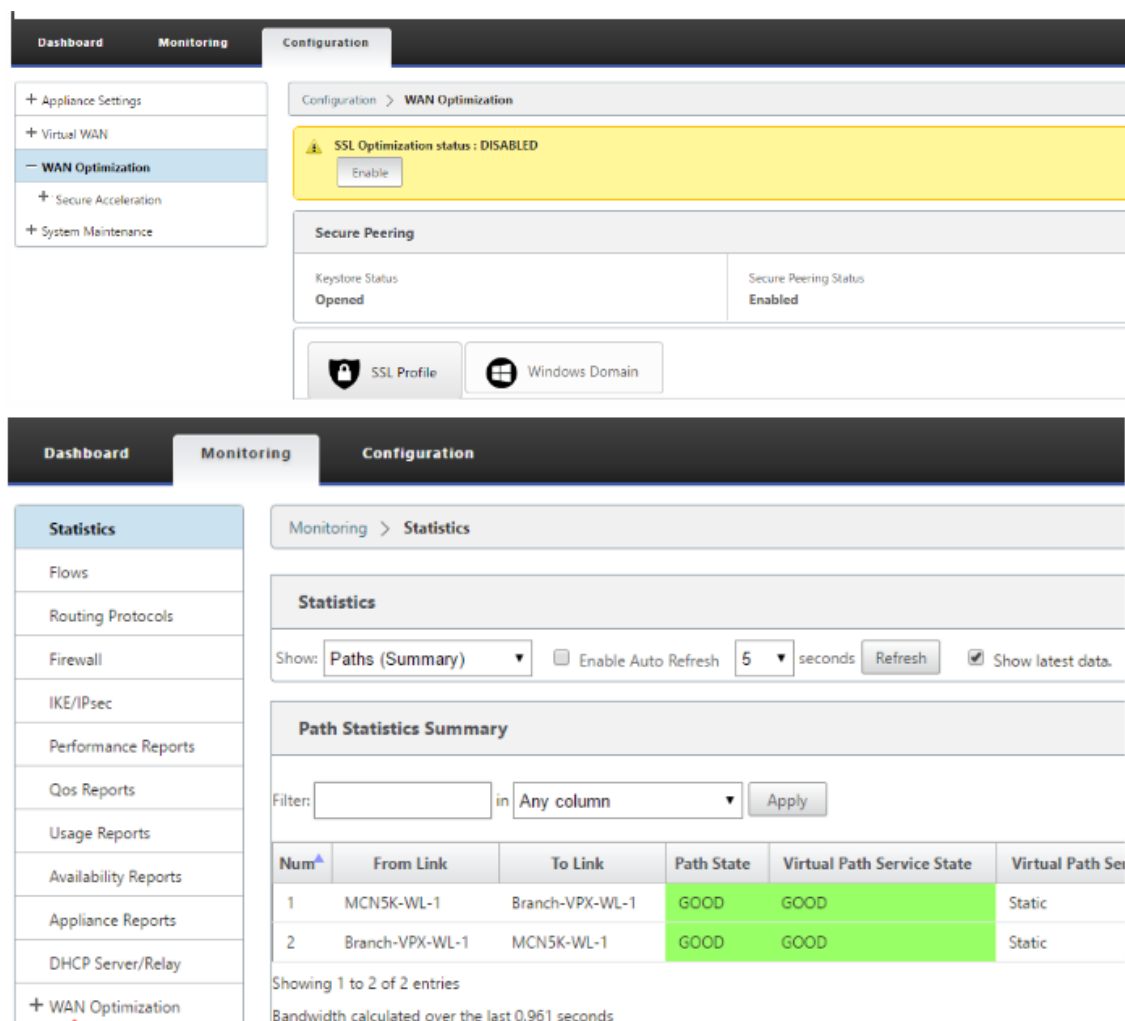 Dashboard Monitoring Configuration
+ Appliance Settings
+ Virtual WAN
− WAN Optimization
+ Secure Acceleration
+ System Maintenance
Configuration > WAN Optimization
SSL Optimization status : DISABLED
Enable
Secure Peering
Keystore Status
Opened
Secure Peering Status
Enabled
SSL Profile
Windows Domain
Dashboard Monitoring Configuration
Statistics
Flows
Routing Protocols
Firewall
IKE/IPsec
Performance Reports
Qos Reports
Usage Reports
Availability Reports
Appliance Reports
DHCP Server/Relay
+ WAN Optimization
Monitoring > Statistics
Statistics
Show: Paths (Summary) Enable Auto Refresh 5 seconds Refresh Show latest data.
Path Statistics Summary
Filter: in Any column Apply
Num From Link To Link Path State Virtual Path Service State Virtual Path Ser
1 MCN5K-WL-1 Branch-VPX-WL-1 GOOD GOOD Static
2 Branch-VPX-WL-1 MCN5K-WL-1 GOOD GOOD Static
Showing 1 to 2 of 2 entries
Bandwidth calculated over the last 0.961 seconds